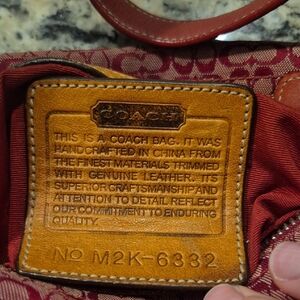 COACH
THIS IS A COACH BAG. IT WAS
HANDCRAFTED IN CHINA FROM
THE FINEST MATERIALS TRIMMED
WITH GENUINE LEATHER. ITS
SUPERIOR CRAFTSMANSHIP AND
ATTENTION TO DETAIL REFLECT
OUR COMMITMENT TO ENDURING
QUALITY.
No M2K-6332